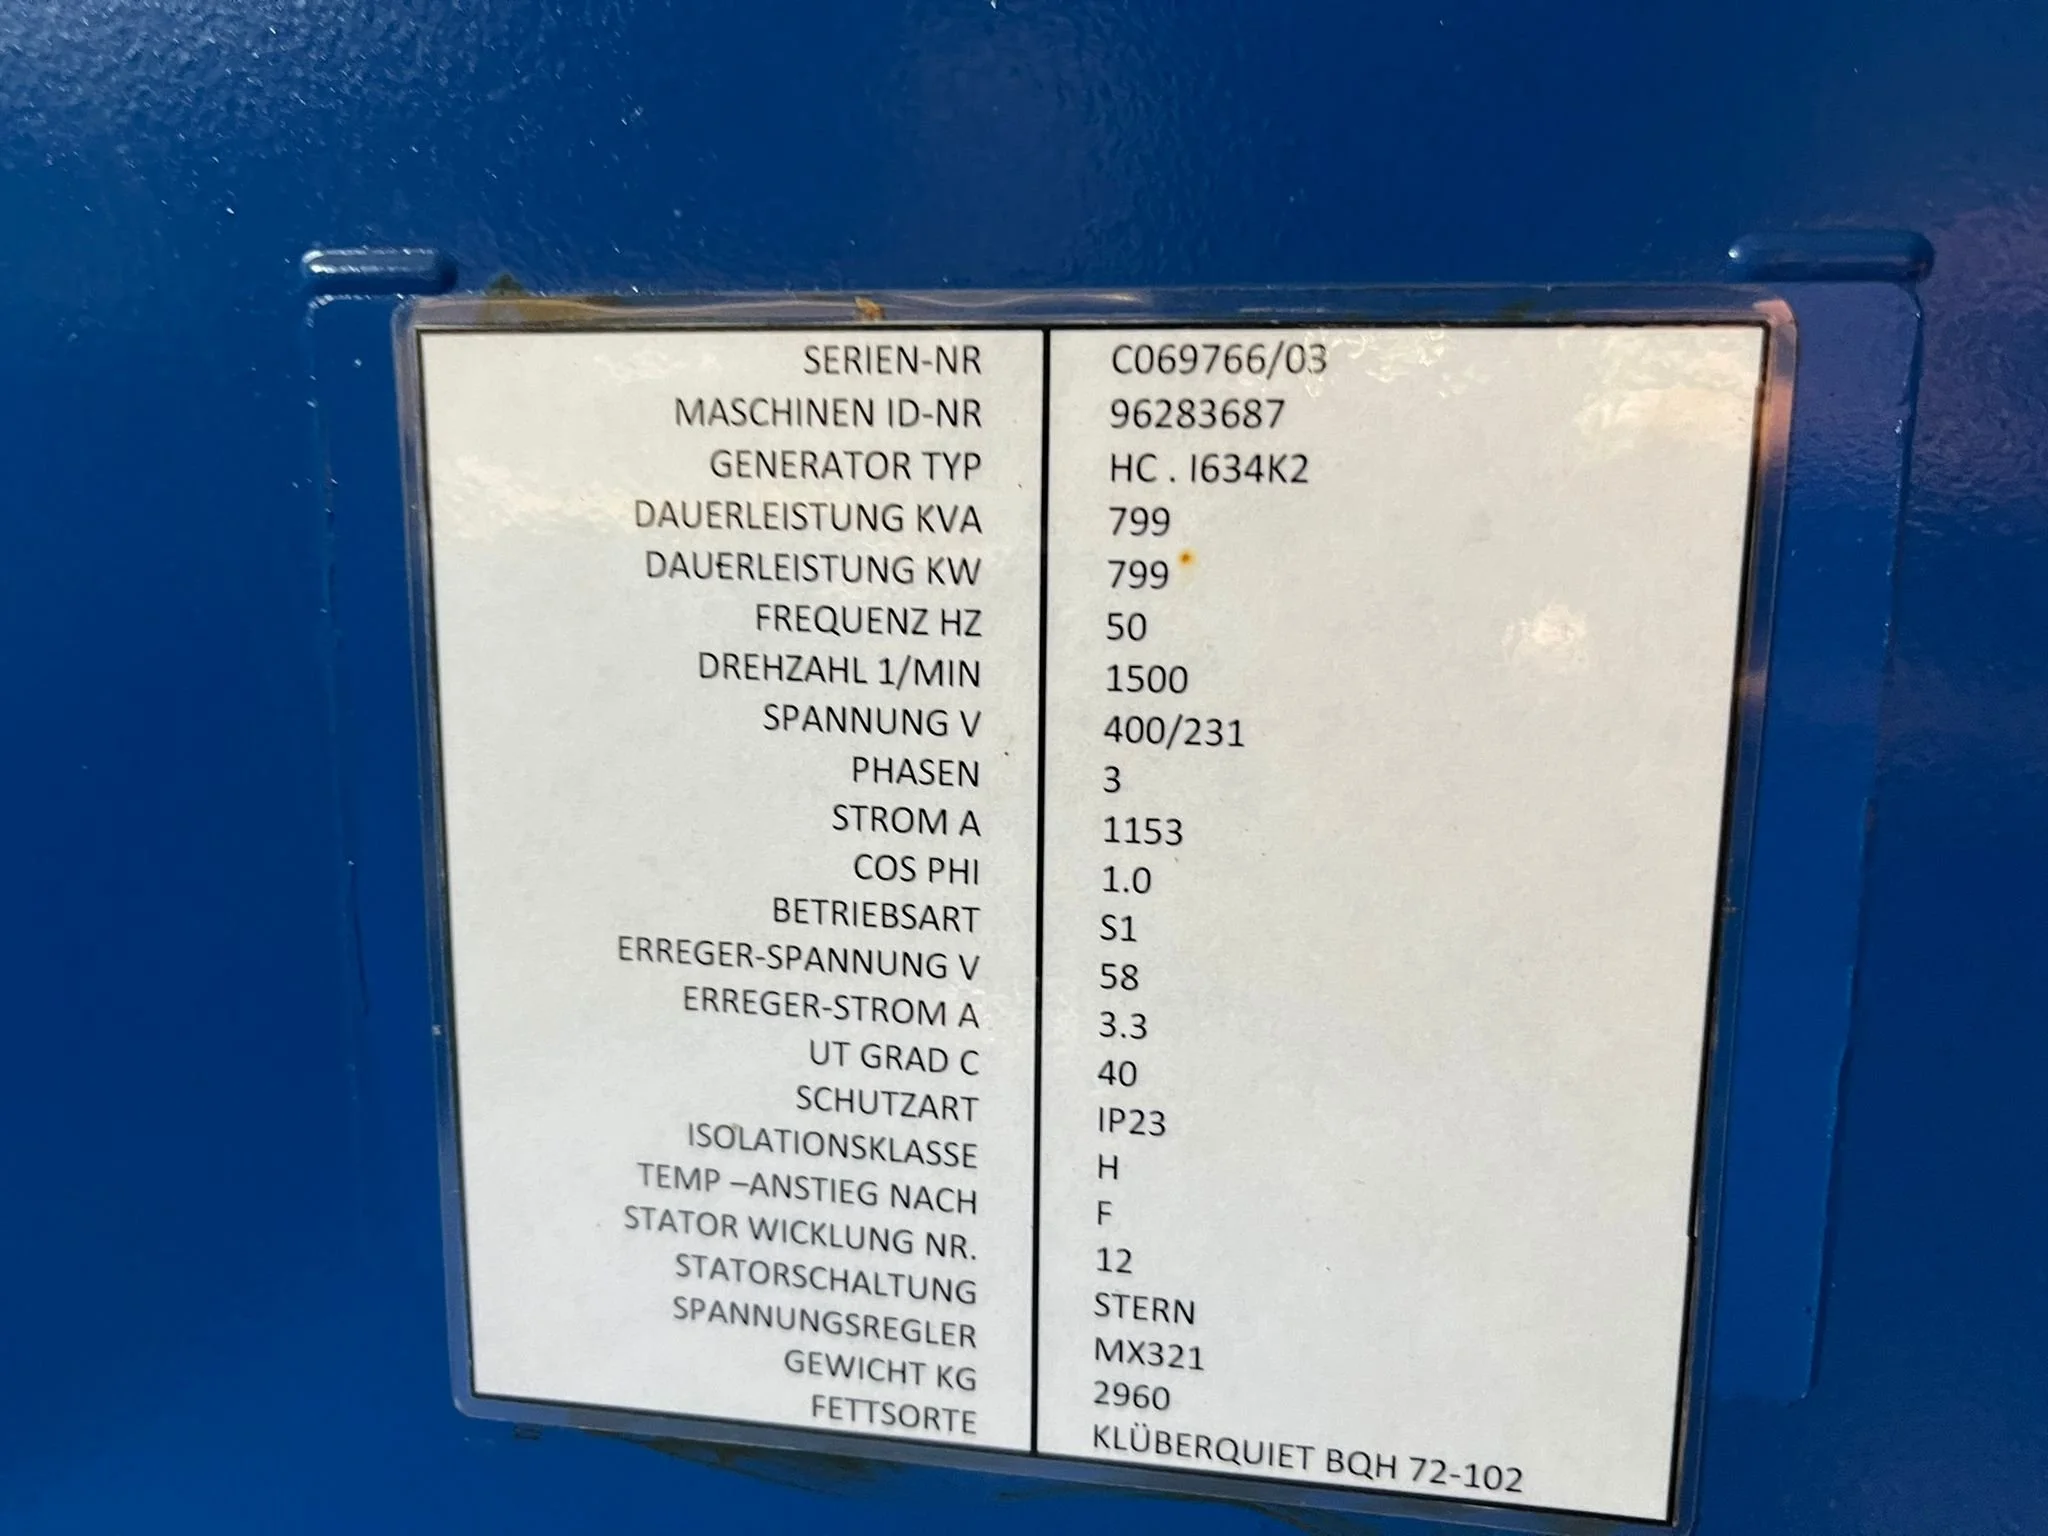 SERIEN-NR C069766/03
MASCHINEN ID-NR 96283687
GENERATOR TYP HC . I634K2
DAUERLEISTUNG KVA 799
DAUERLEISTUNG KW 799
FREQUENZ HZ 50
DREHZAHL 1/MIN 1500
SPANNUNG V 400/231
PHASEN 3
STROM A 1153
COS PHI 1.0
BETRIEBSART S1
ERREGER-SPANNUNG V 58
ERREGER-STROM A 3.3
UT GRAD C 40
SCHUTZART IP23
ISOLATIONSKLASSE H
TEMP –ANSTIEG NACH F
STATOR WICKLUNG NR. 12
STATORSCHALTUNG STERN
SPANNUNGSREGLER MX321
GEWICHT KG 2960
FETTSORTE KLÜBERQUIET BQH 72-102